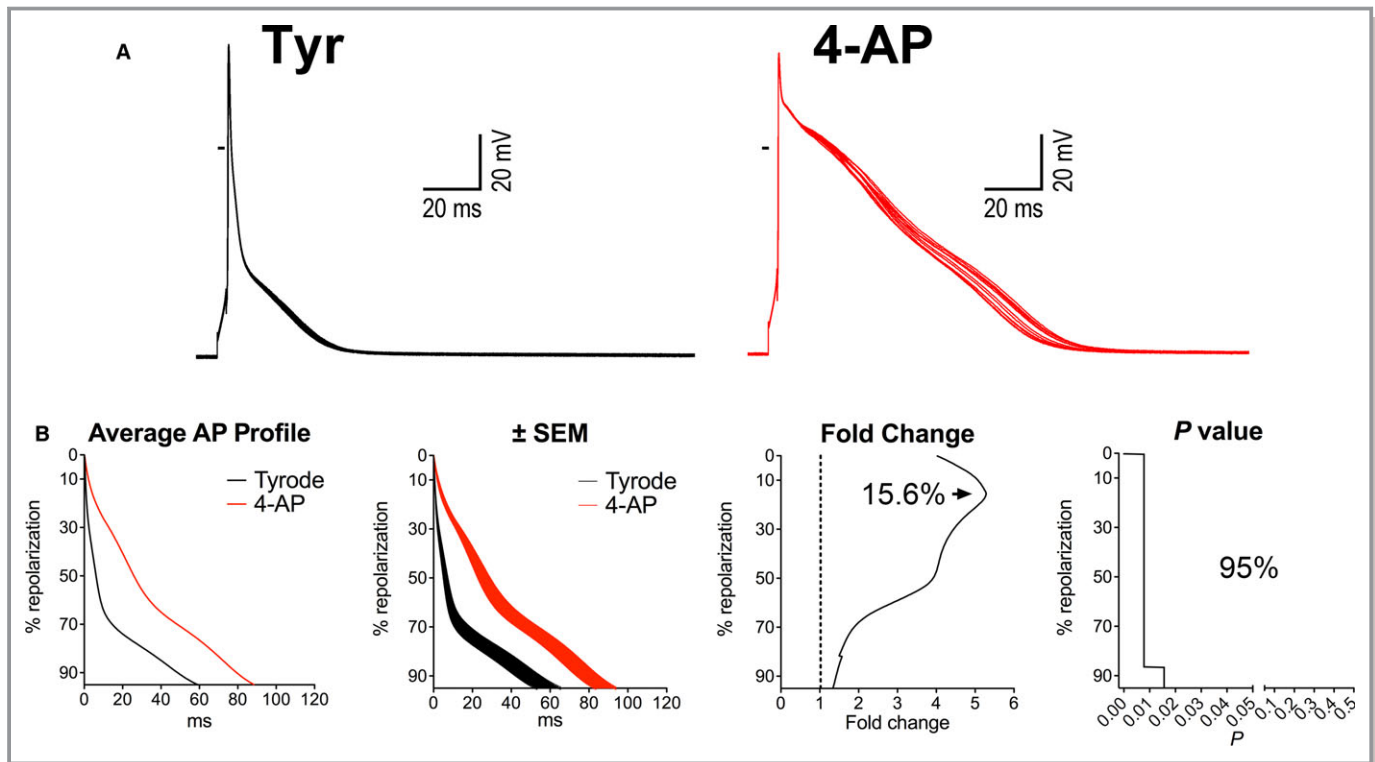 A
Tyr
4-AP
20 mV
20 ms
20 mV
20 ms
B
Average AP Profile
% repolarization
0
10
30
50
70
90
Tyrode
4-AP
0
20
40
60
80
100
120
ms
± SEM
% repolarization
0
10
30
50
70
90
Tyrode
4-AP
0
20
40
60
80
100
120
ms
Fold Change
% repolarization
0
10
30
50
70
90
15.6%
0
1
2
3
4
5
6
Fold change
P value
% repolarization
0
10
30
50
70
90
95%
0.00
0.01
0.02
0.03
0.04
0.05
0.1
0.2
0.3
0.4
0.5
P